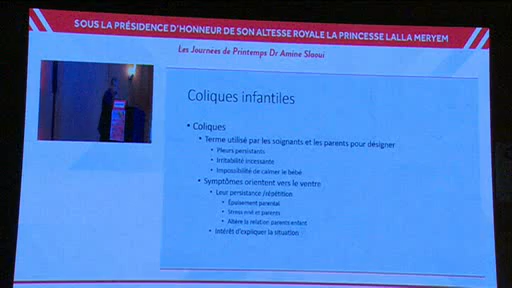 SOUS LA PRÉSIDENCE D'HONNEUR DE SON ALTESSE ROYALE LA PRINCESSE LALLA MERYEM
Les Journées de Printemps Dr Amine Slaoui
Coliques infantiles
• Coliques
• Terme utilisé par les soignants et les parents pour désigner
• Pleurs persistants
• Irritabilité incessante
• Impossibilité de calmer le bébé
• Symptômes orientent vers le ventre
• Leur persistance /répétition
• Épuisement parental
• Stress enf et parents
• Altère la relation parents enfant
• Intérêt d'expliquer la situation